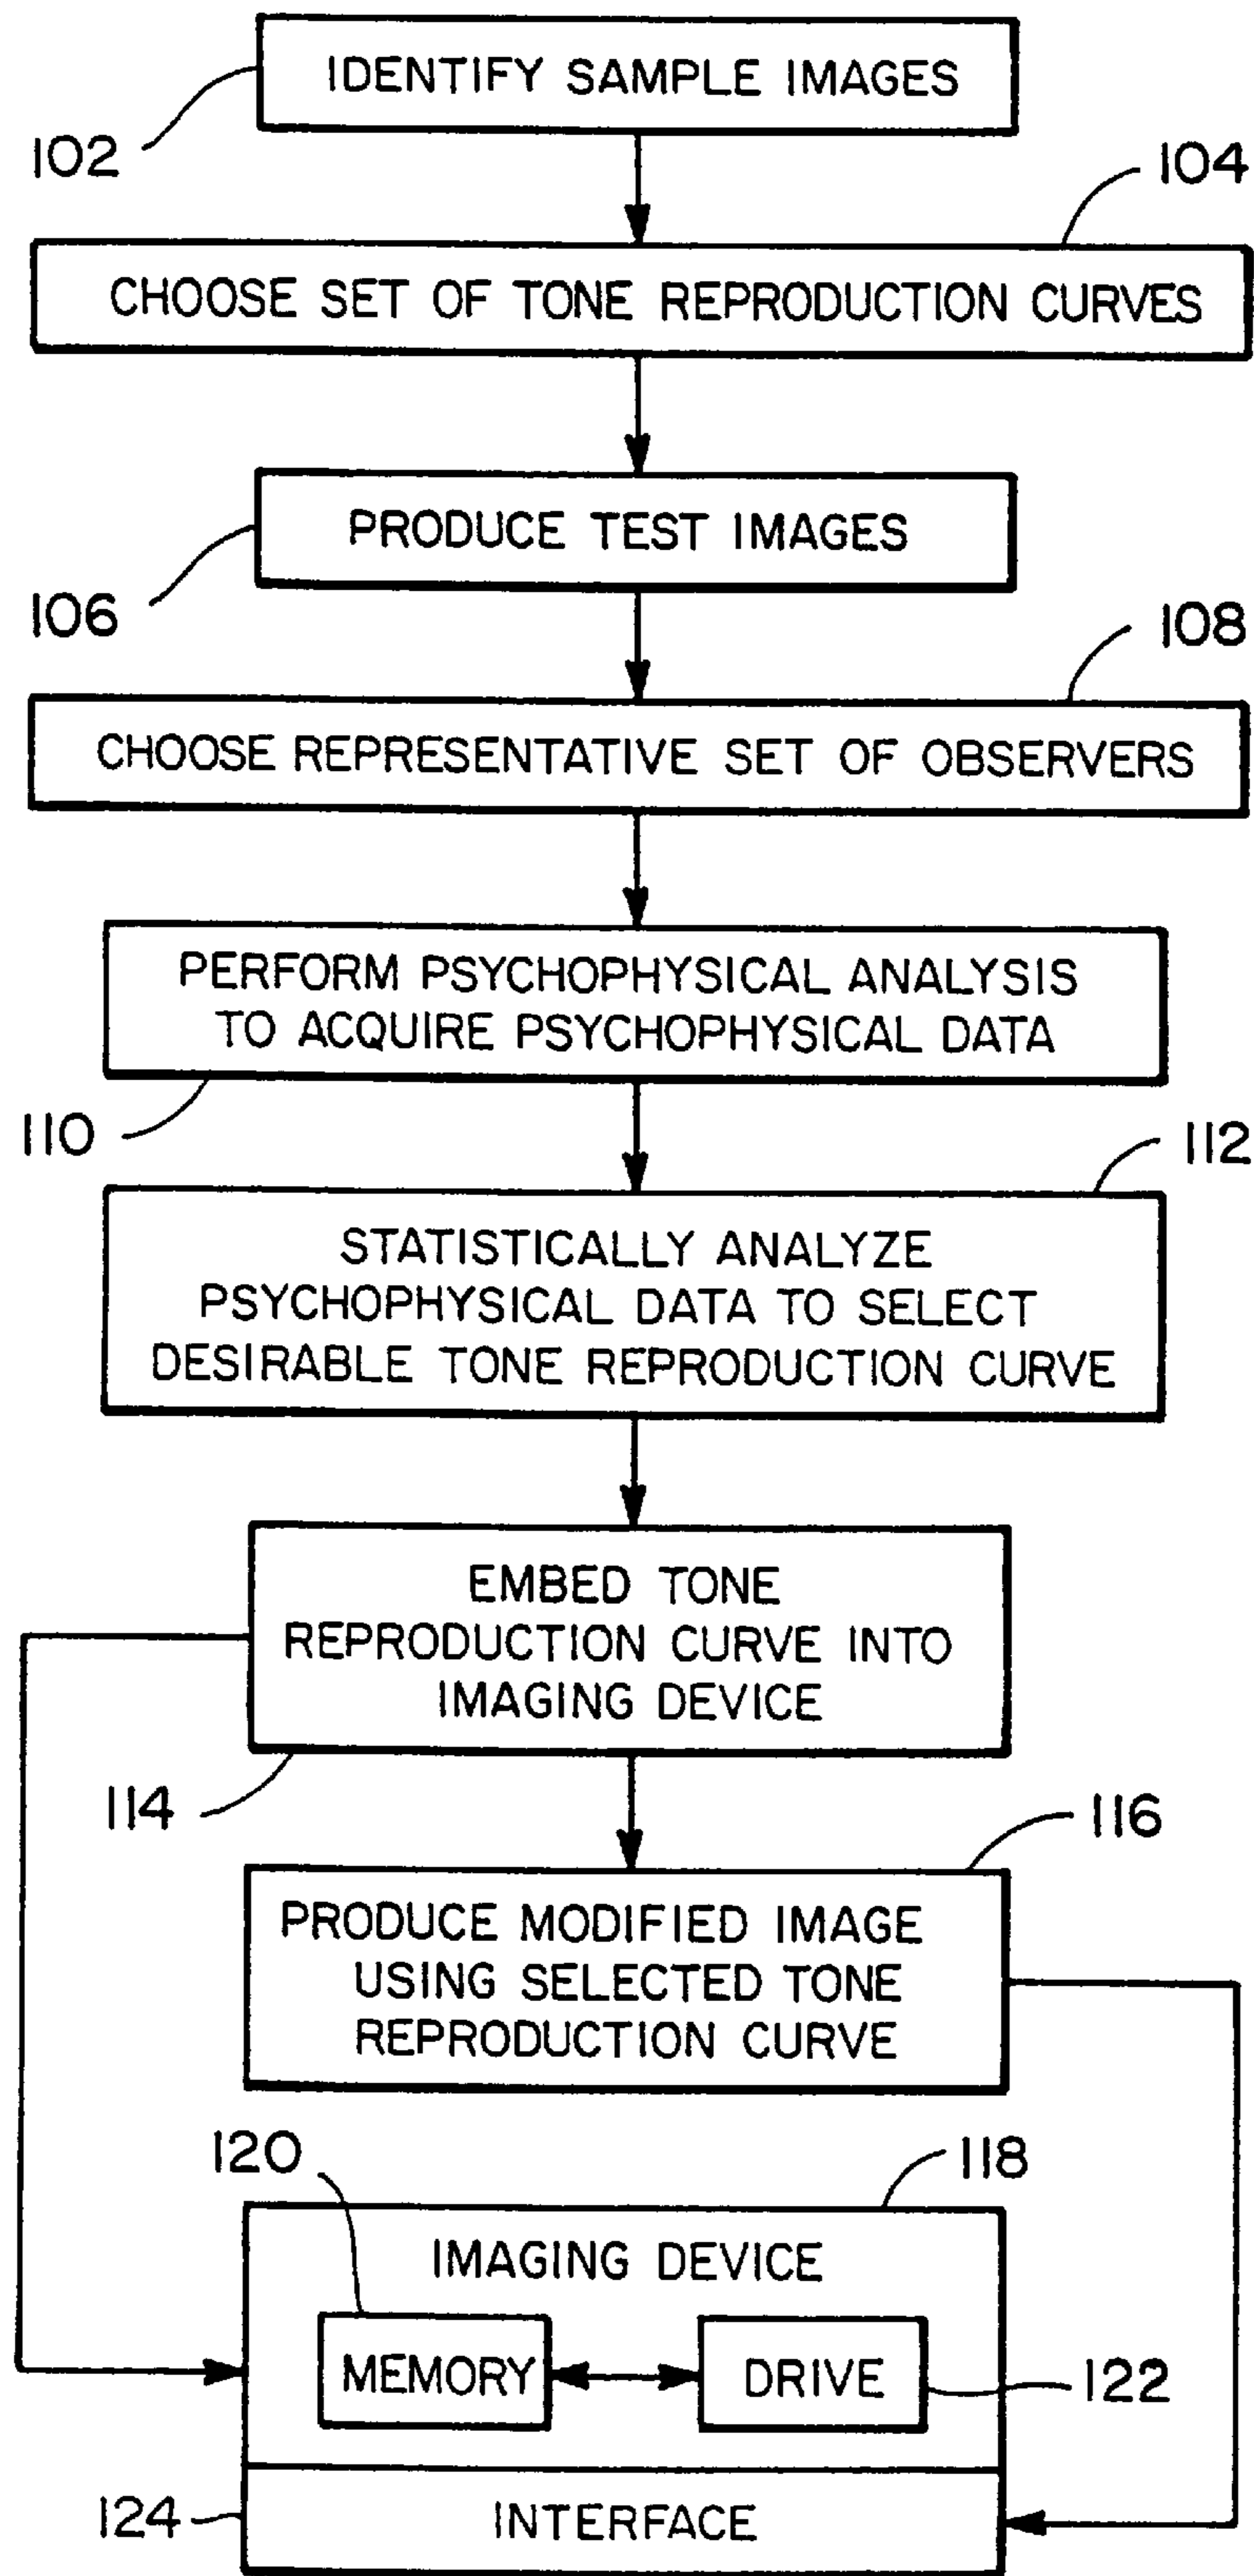 IDENTIFY SAMPLE IMAGES
102
104
CHOOSE SET OF TONE REPRODUCTION CURVES
PRODUCE TEST IMAGES
106
108
CHOOSE REPRESENTATIVE SET OF OBSERVERS
PERFORM PSYCHOPHYSICAL ANALYSIS
TO ACQUIRE PSYCHOPHYSICAL DATA
110
112
STATISTICALLY ANALYZE
PSYCHOPHYSICAL DATA TO SELECT
DESIRABLE TONE REPRODUCTION CURVE
EMBED TONE
REPRODUCTION CURVE INTO
IMAGING DEVICE
114
116
PRODUCE MODIFIED IMAGE
USING SELECTED TONE
REPRODUCTION CURVE
120
118
IMAGING DEVICE
MEMORY
DRIVE
122
124
INTERFACE